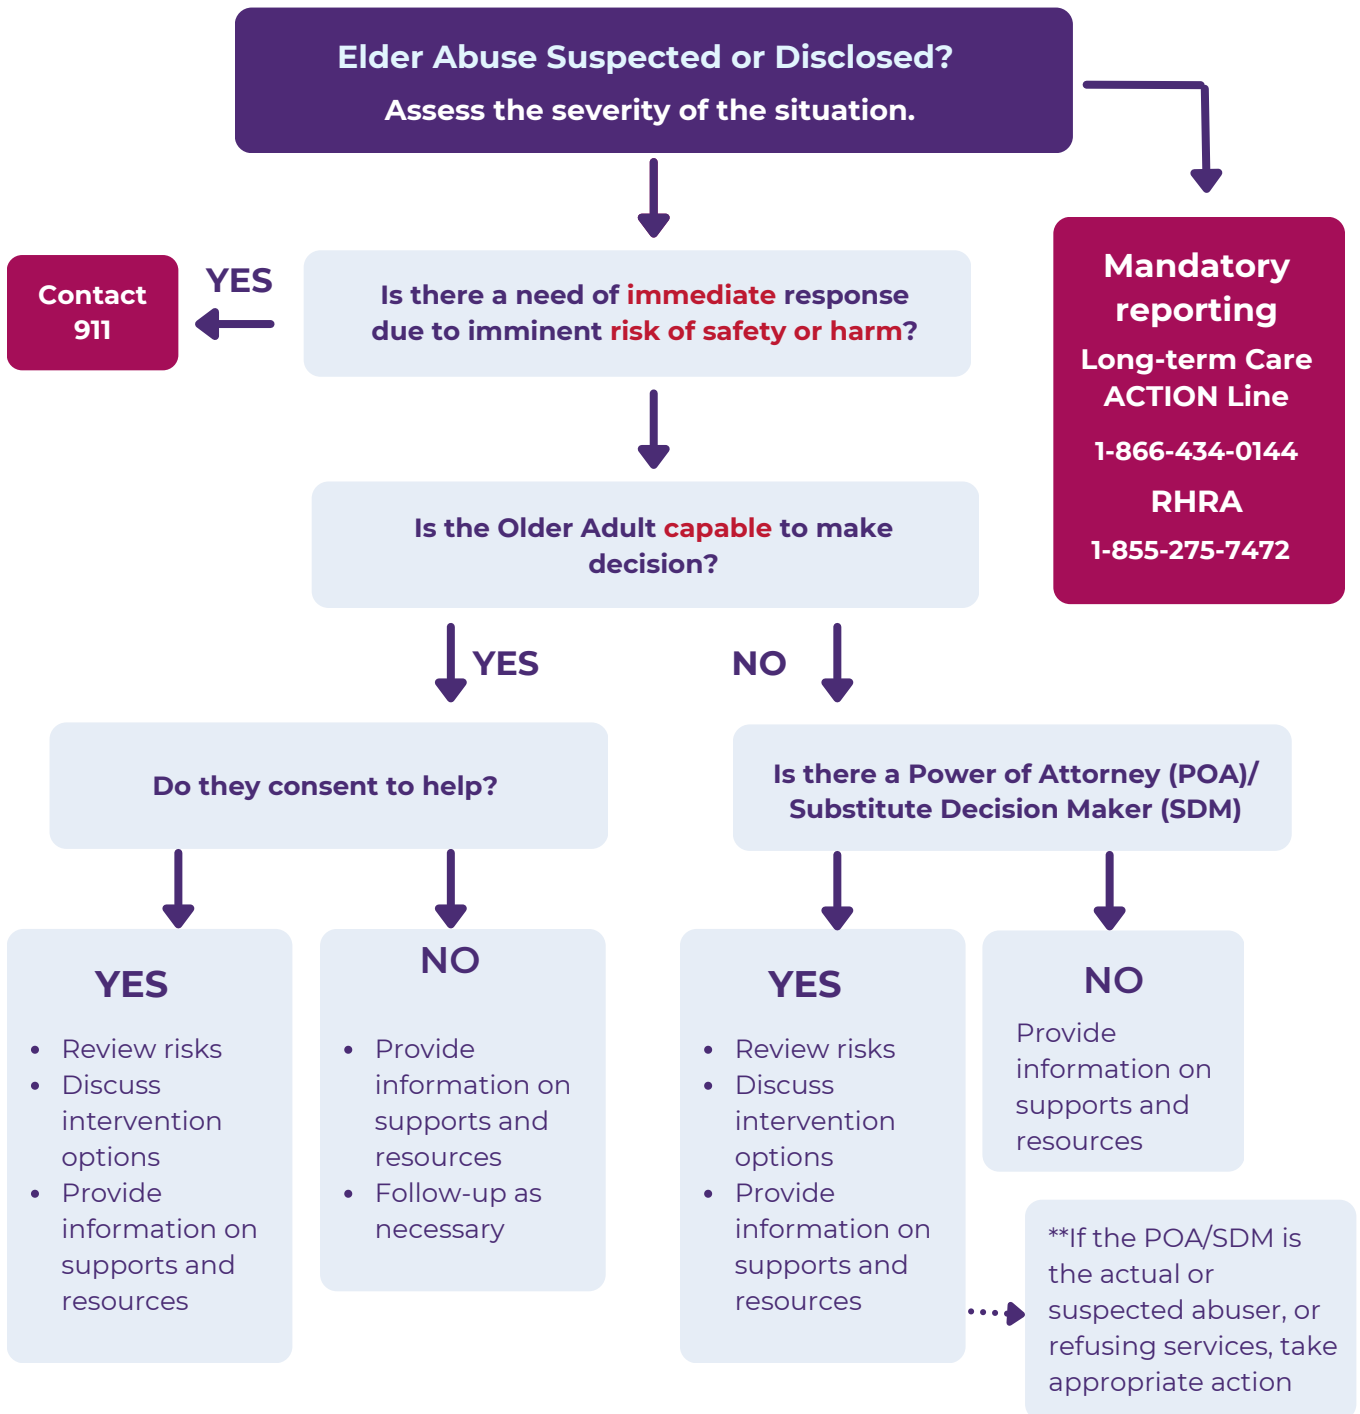 Elder Abuse Suspected or Disclosed?
Assess the severity of the situation.
Contact
911
YES
Is there a need of immediate response
due to imminent risk of safety or harm?
Mandatory
reporting
Long-term Care
ACTION Line
1-866-434-0144
RHRA
1-855-275-7472
Is the Older Adult capable to make
decision?
YES
NO
Do they consent to help?
Is there a Power of Attorney (POA)/
Substitute Decision Maker (SDM)
YES
• Review risks
• Discuss
intervention
options
• Provide
information on
supports and
resources
NO
• Provide
information on
supports and
resources
• Follow-up as
necessary
YES
• Review risks
• Discuss
intervention
options
• Provide
information on
supports and
resources
NO
Provide
information on
supports and
resources
**If the POA/SDM is
the actual or
suspected abuser, or
refusing services, take
appropriate action